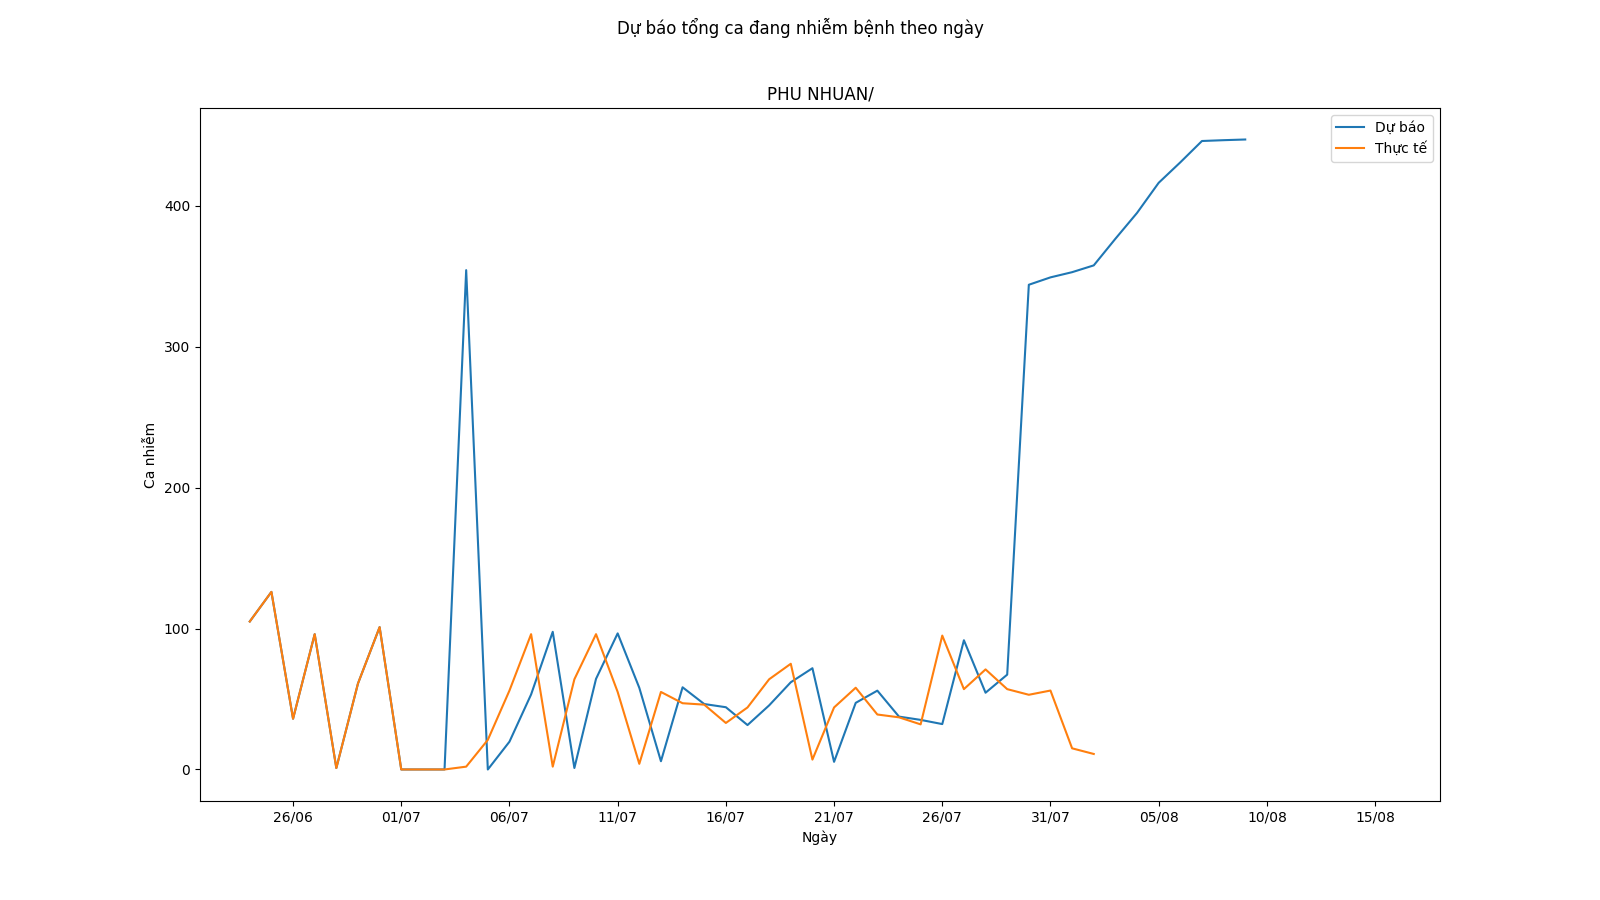 Dự báo tổng ca đang nhiễm bệnh theo ngày
PHU NHUAN/
Dự báo
Thực tế
Ca nhiễm
400
300
200
100
0
26/06 01/07 06/07 11/07 16/07 21/07 26/07 31/07 05/08 10/08 15/08
Ngày